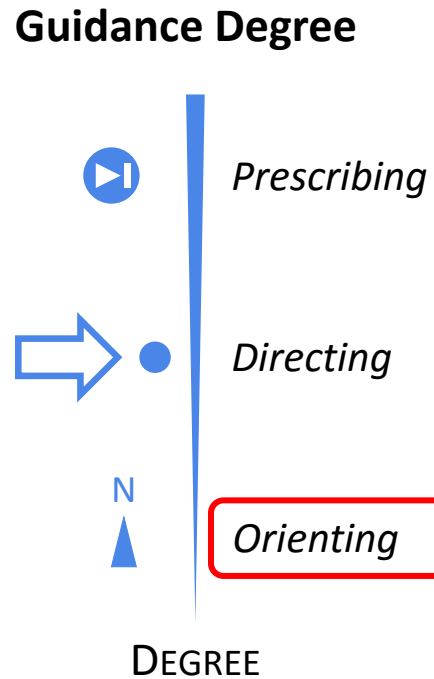 Guidance Degree
Prescribing
Directing
N
Orienting
DEGREE